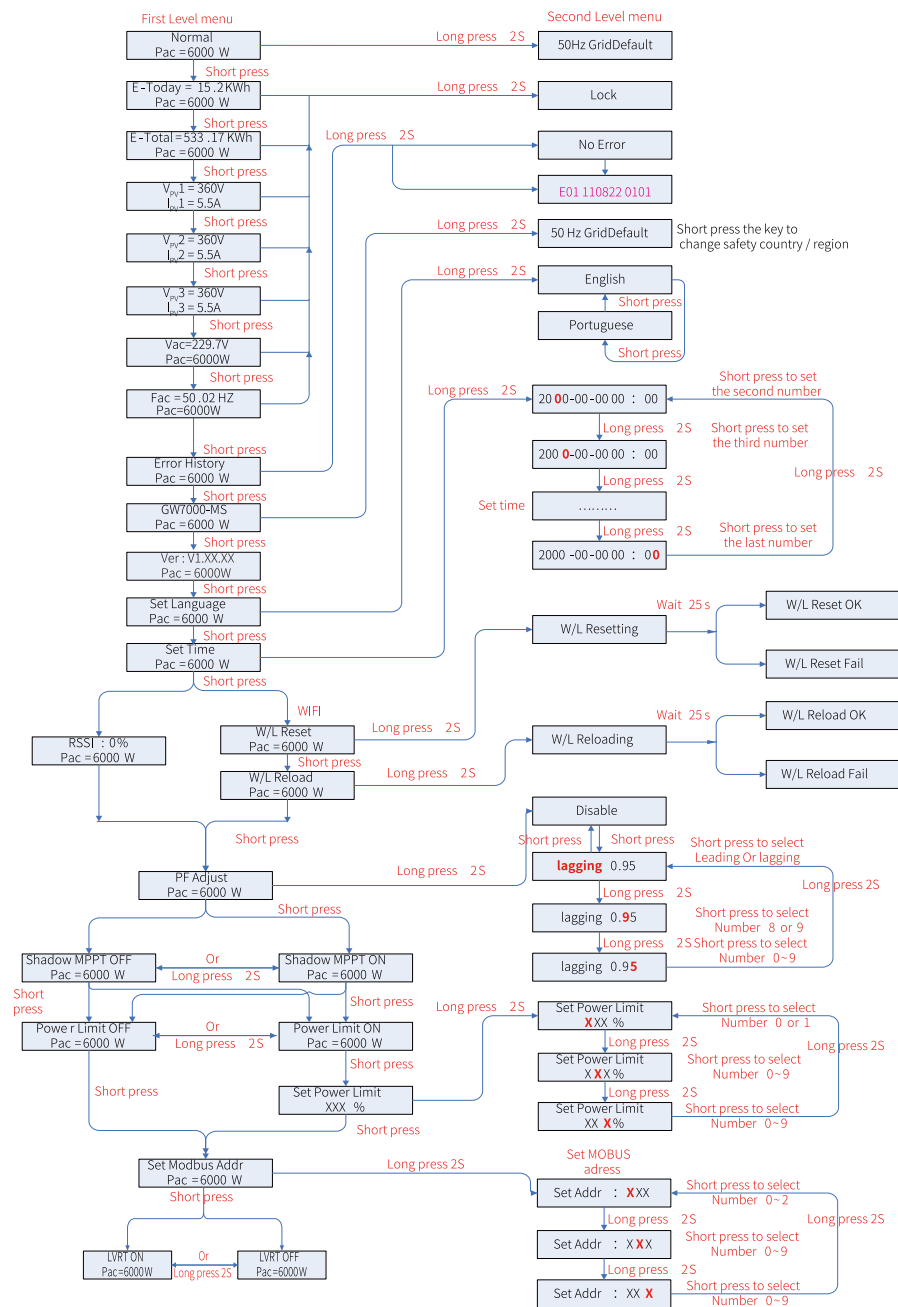 First Level menu
Second Level menu
Normal
Pac =6000 W
Long press 2S
50Hz GridDefault
Short press
E-Today = 15.2KWh
Pac =6000 W
Long press 2S
Lock
Short press
E-Total =533 .17 KWh
Pac =6000 W
Long press 2S
No Error
Short press
VPV1 = 360V
IPV1 = 5.5A
E01 110822 0101
Short press
VPV2 = 360V
IPV2 = 5.5A
Long press 2S
50 Hz GridDefault
Short press the key to
change safety country / region
Short press
VPV3 = 360V
IPV3 = 5.5A
Long press 2S
English
Short press
Portuguese
Short press
Short press
Vac=229.7V
Pac=6000W
Short press
Fac =50 .02 HZ
Pac=6000W
Long press 2S
20 00-00-00 00 : 00
Short press to set
the second number
Long press 2S
Short press to set
the third number
Short press
Error History
Pac =6000 W
200 0-00-00 00 : 00
Long press 2S
Long press 2S
Short press
GW7000-MS
Pac =6000 W
Set time
………
Short press
Long press 2S
Short press to set
the last number
Ver : V1.XX.XX
Pac = 6000W
2000 -00-00 00 : 00
Short press
Set Language
Pac =6000 W
Short press
Set Time
Pac =6000 W
Short press
Wait 25 s
W/L Reset OK
W/L Resetting
W/L Reset Fail
WIFI
W/L Reset
Pac =6000 W
Long press 2S
RSSI : 0%
Pac =6000 W
Short press
W/L Reload
Pac =6000 W
Long press 2S
Wait 25 s
W/L Reload OK
W/L Reloading
W/L Reload Fail
Short press
Disable
Short press
Short press
PF Adjust
Pac =6000 W
Long press 2S
lagging 0.95
Short press to select
Leading Or lagging
Long press 2S
Long press 2S
Short press
lagging 0.95
Short press to select
Number 8 or 9
Long press 2S
Short press to select
Number 0~9
lagging 0.95
Shadow MPPT OFF
Pac =6000 W
Or
Long press 2S
Shadow MPPT ON
Pac =6000 W
Short
press
Short press
Powe r Limit OFF
Pac =6000 W
Or
Long press 2S
Power Limit ON
Pac =6000 W
Long press 2S
Set Power Limit
XXX %
Short press to select
Number 0 or 1
Long press 2S
Long press 2S
Short press
Set Power Limit
X XX%
Short press to select
Number 0~9
Short press
Set Power Limit
XXX %
Long press 2S
Set Power Limit
XX X%
Short press to select
Number 0~9
Short press
Set Modbus Addr
Pac =6000 W
Long press 2S
Set MOBUS
adress
Set Addr : XXX
Short press to select
Number 0~2
Short press
Long press 2S
Long press 2S
Set Addr : X X X
Short press to select
Number 0~9
Long press 2S
Set Addr : XX X
Short press to select
Number 0~9
LVRT ON
Pac=6000W
Or
Long press 2S
LVRT OFF
Pac=6000W